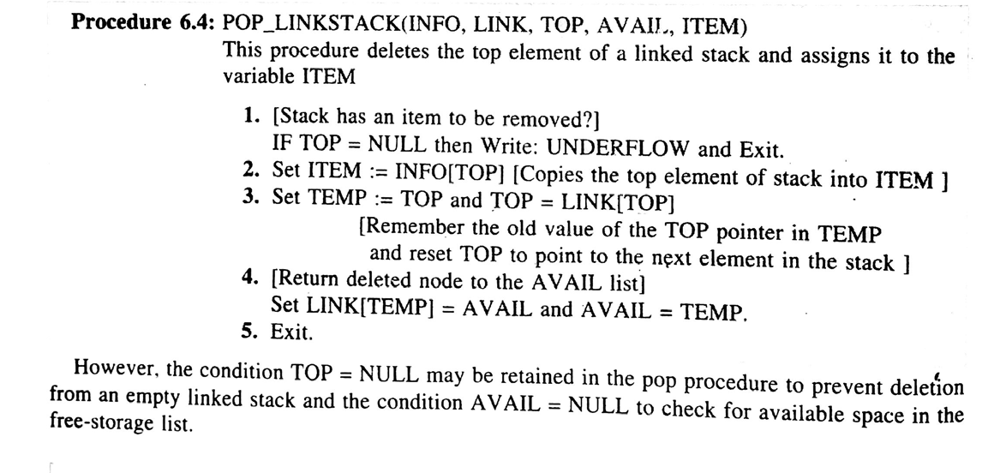 Procedure 6.4: POP_LINKSTACK(INFO, LINK, TOP, AVAIL, ITEM)
This procedure deletes the top element of a linked stack and assigns it to the
variable ITEM
1. [Stack has an item to be removed?]
IF TOP = NULL then Write: UNDERFLOW and Exit.
2. Set ITEM := INFO[TOP] [Copies the top element of stack into ITEM ]
3. Set TEMP := TOP and TOP = LINK[TOP]
[Remember the old value of the TOP pointer in TEMP
and reset TOP to point to the next element in the stack ]
4. [Return deleted node to the AVAIL list]
Set LINK[TEMP] = AVAIL and AVAIL = TEMP.
5. Exit.
However, the condition TOP = NULL may be retained in the pop procedure to prevent deletion
from an empty linked stack and the condition AVAIL = NULL to check for available space in the
free-storage list.